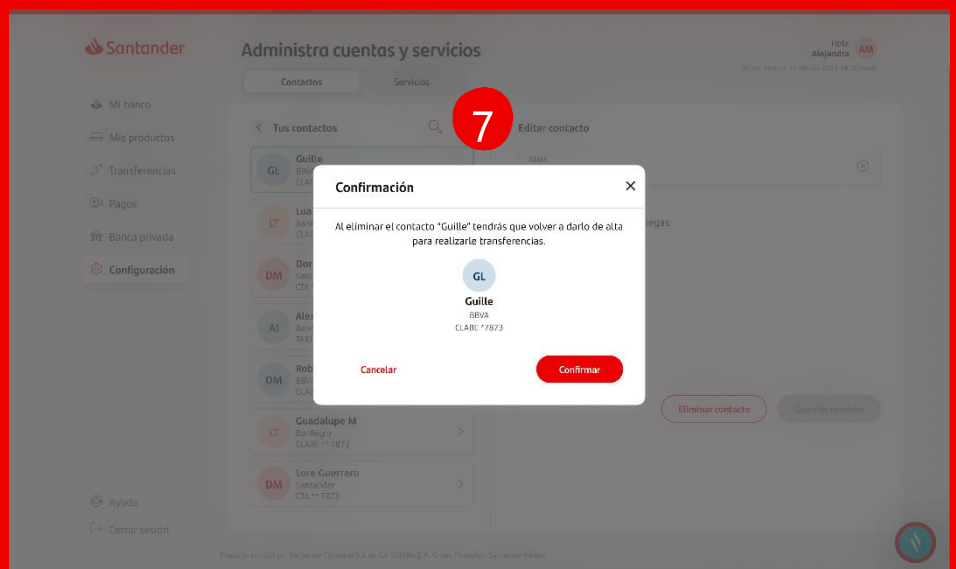 Santander
Administra cuentas y servicios
Hola
Alejandra
AM
Contactos
Servicios
Mi banco
Mis productos
Transferencias
Pagos
Banca privada
Configuración
Ayuda
Cerrar sesión
Tus contactos
7
Editar contacto
Alias
GL
Guille
LT
DM
AI
DM
LT
Guadalupe M
BanRegio
CLABE ** 7873
DM
Lore Guerrero
Santander
CTA ** 7873
Confirmación
Al eliminar el contacto "Guille" tendrás que volver a darlo de alta
para realizarle transferencias.
GL
Guille
BBVA
CLABE *7873
Cancelar
Confirmar
Eliminar contacto
Guardar cambios